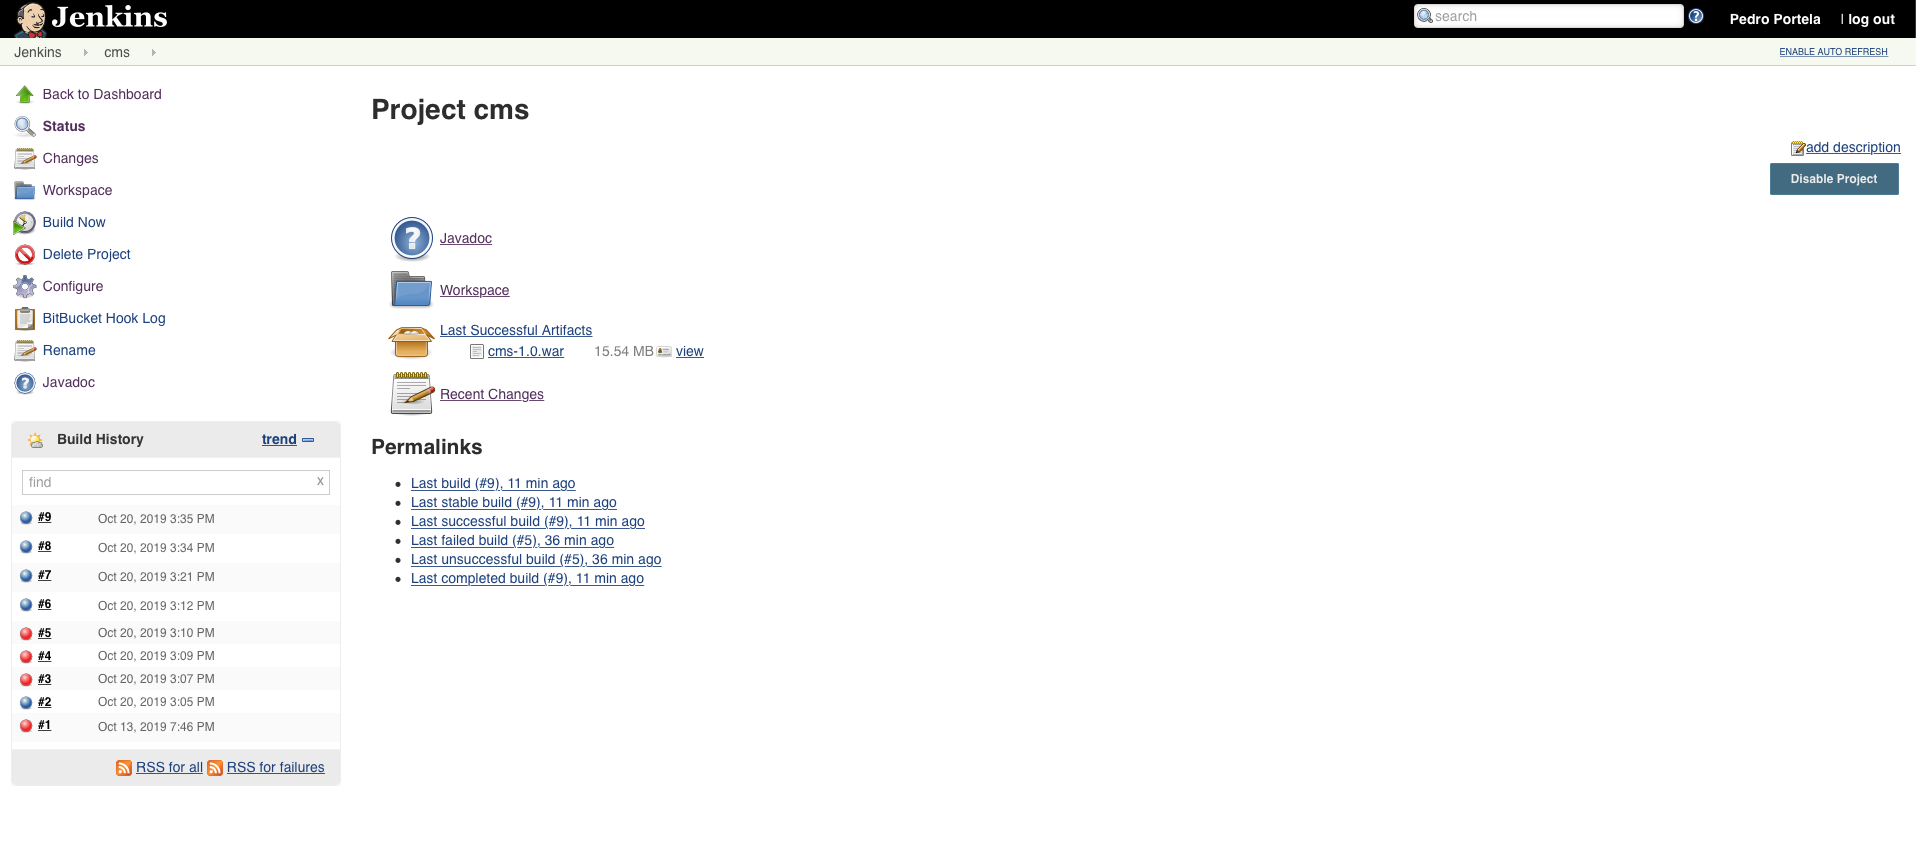 Jenkins
search
Pedro Portela | log out
Jenkins cms
ENABLE AUTO REFRESH
Back to Dashboard
Status
Changes
Workspace
Build Now
Delete Project
Configure
BitBucket Hook Log
Rename
Javadoc
Build History trend
find x
#9 Oct 20, 2019 3:35 PM
#8 Oct 20, 2019 3:34 PM
#7 Oct 20, 2019 3:21 PM
#6 Oct 20, 2019 3:12 PM
#5 Oct 20, 2019 3:10 PM
#4 Oct 20, 2019 3:09 PM
#3 Oct 20, 2019 3:07 PM
#2 Oct 20, 2019 3:05 PM
#1 Oct 13, 2019 7:46 PM
RSS for all RSS for failures
Project cms
add description
Disable Project
Javadoc
Workspace
Last Successful Artifacts
cms-1.0.war 15.54 MB view
Recent Changes
Permalinks
Last build (#9), 11 min ago
Last stable build (#9), 11 min ago
Last successful build (#9), 11 min ago
Last failed build (#5), 36 min ago
Last unsuccessful build (#5), 36 min ago
Last completed build (#9), 11 min ago